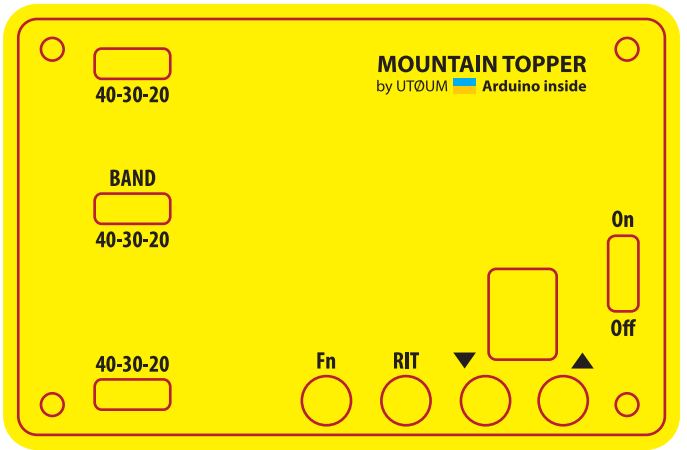 MOUNTAIN TOPPER
by UTØUM Arduino inside
40-30-20
BAND
40-30-20
On
Off
40-30-20
Fn RIT ▼ ▲